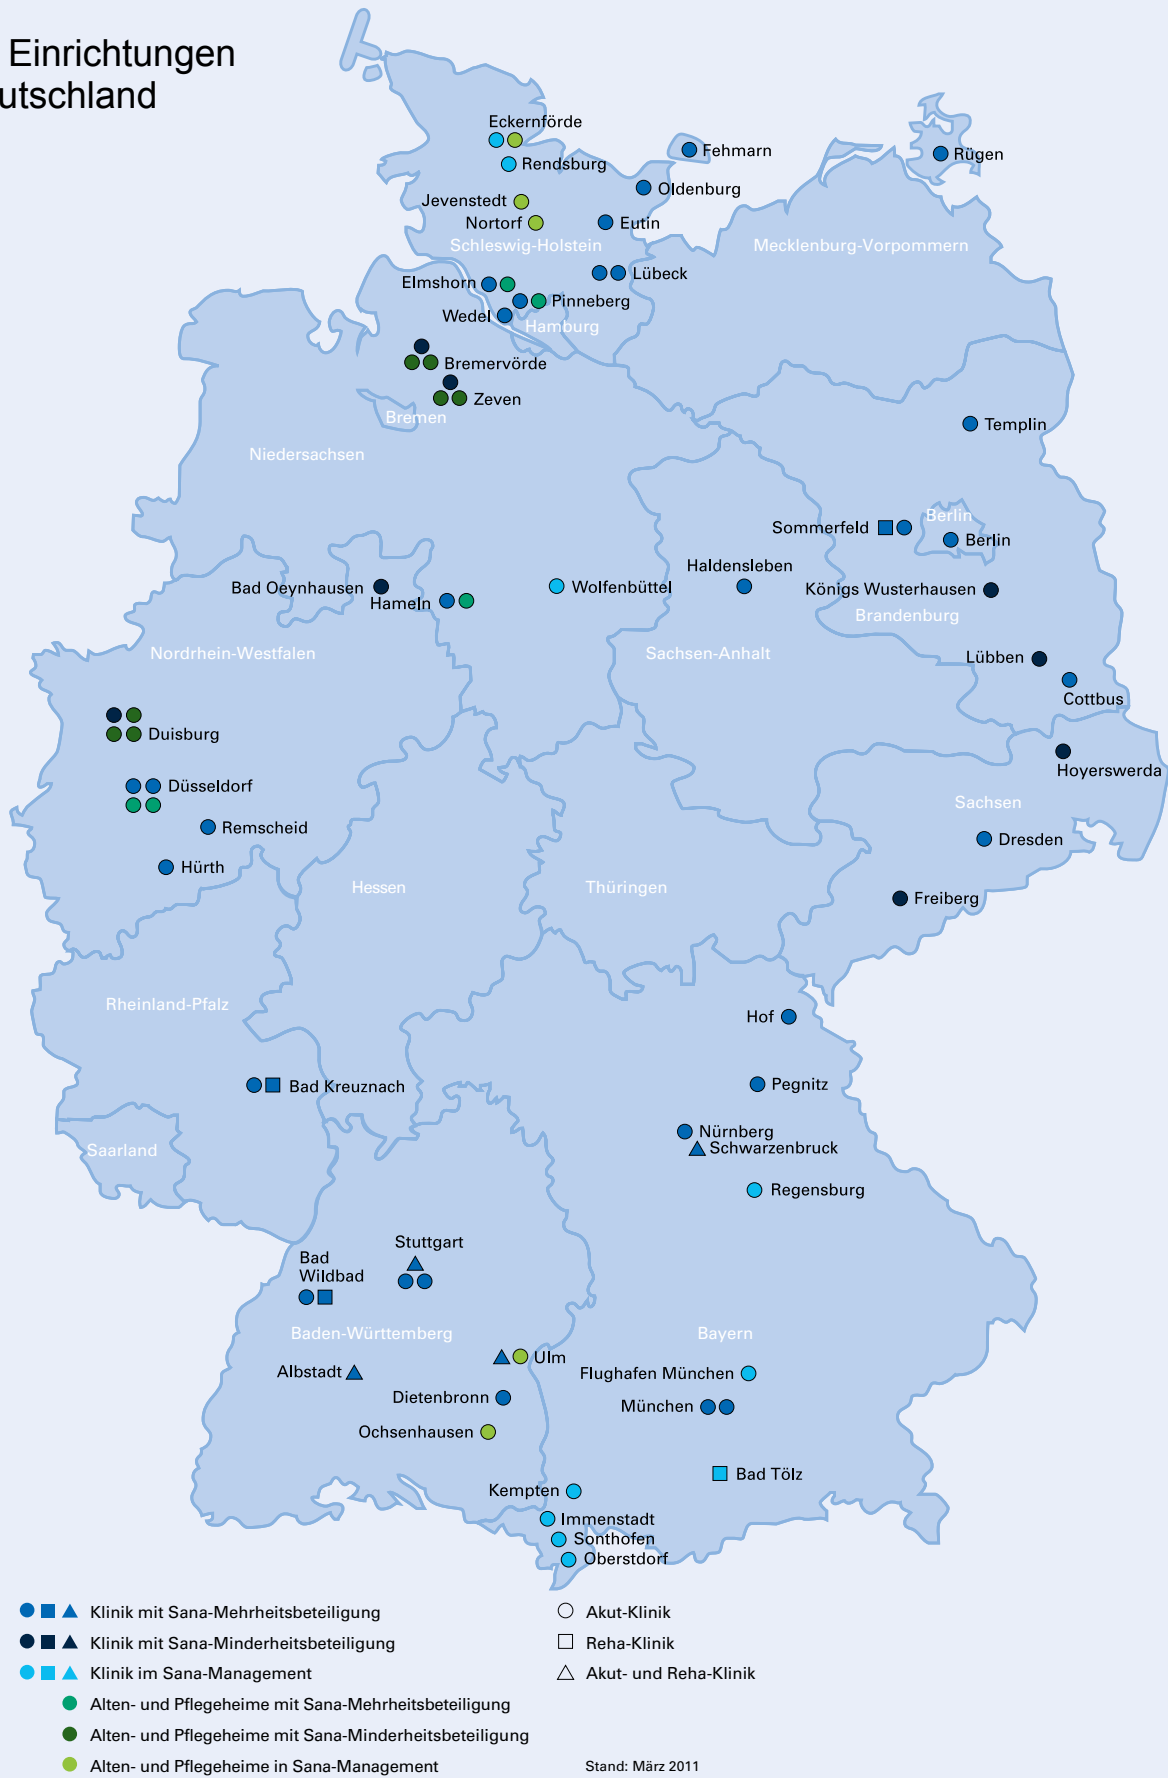 Einrichtungen
utschland
Eckernförde
Fehmarn
Rügen
Rendsburg
Oldenburg
Jevenstedt
Nortorf
Eutin
Schleswig-Holstein
Mecklenburg-Vorpommern
Lübeck
Elmshorn
Pinneberg
Wedel
Hamburg
Bremervörde
Zeven
Bremen
Templin
Niedersachsen
Berlin
Sommerfeld
Berlin
Haldensleben
Bad Oeynhausen
Wolfenbüttel
Königs Wusterhausen
Hameln
Brandenburg
Nordrhein-Westfalen
Sachsen-Anhalt
Lübben
Cottbus
Duisburg
Hoyerswerda
Düsseldorf
Sachsen
Remscheid
Dresden
Hürth
Hessen
Thüringen
Freiberg
Rheinland-Pfalz
Hof
Bad Kreuznach
Pegnitz
Nürnberg
Schwarzenbruck
Saarland
Regensburg
Stuttgart
Bad
Wildbad
Baden-Württemberg
Bayern
Ulm
Albstadt
Flughafen München
Dietenbronn
München
Ochsenhausen
Bad Tölz
Kempten
Immenstadt
Sonthofen
Oberstdorf
Klinik mit Sana-Mehrheitsbeteiligung
Klinik mit Sana-Minderheitsbeteiligung
Klinik im Sana-Management
Alten- und Pflegeheime mit Sana-Mehrheitsbeteiligung
Alten- und Pflegeheime mit Sana-Minderheitsbeteiligung
Alten- und Pflegeheime in Sana-Management
Akut-Klinik
Reha-Klinik
Akut- und Reha-Klinik
Stand: März 2011